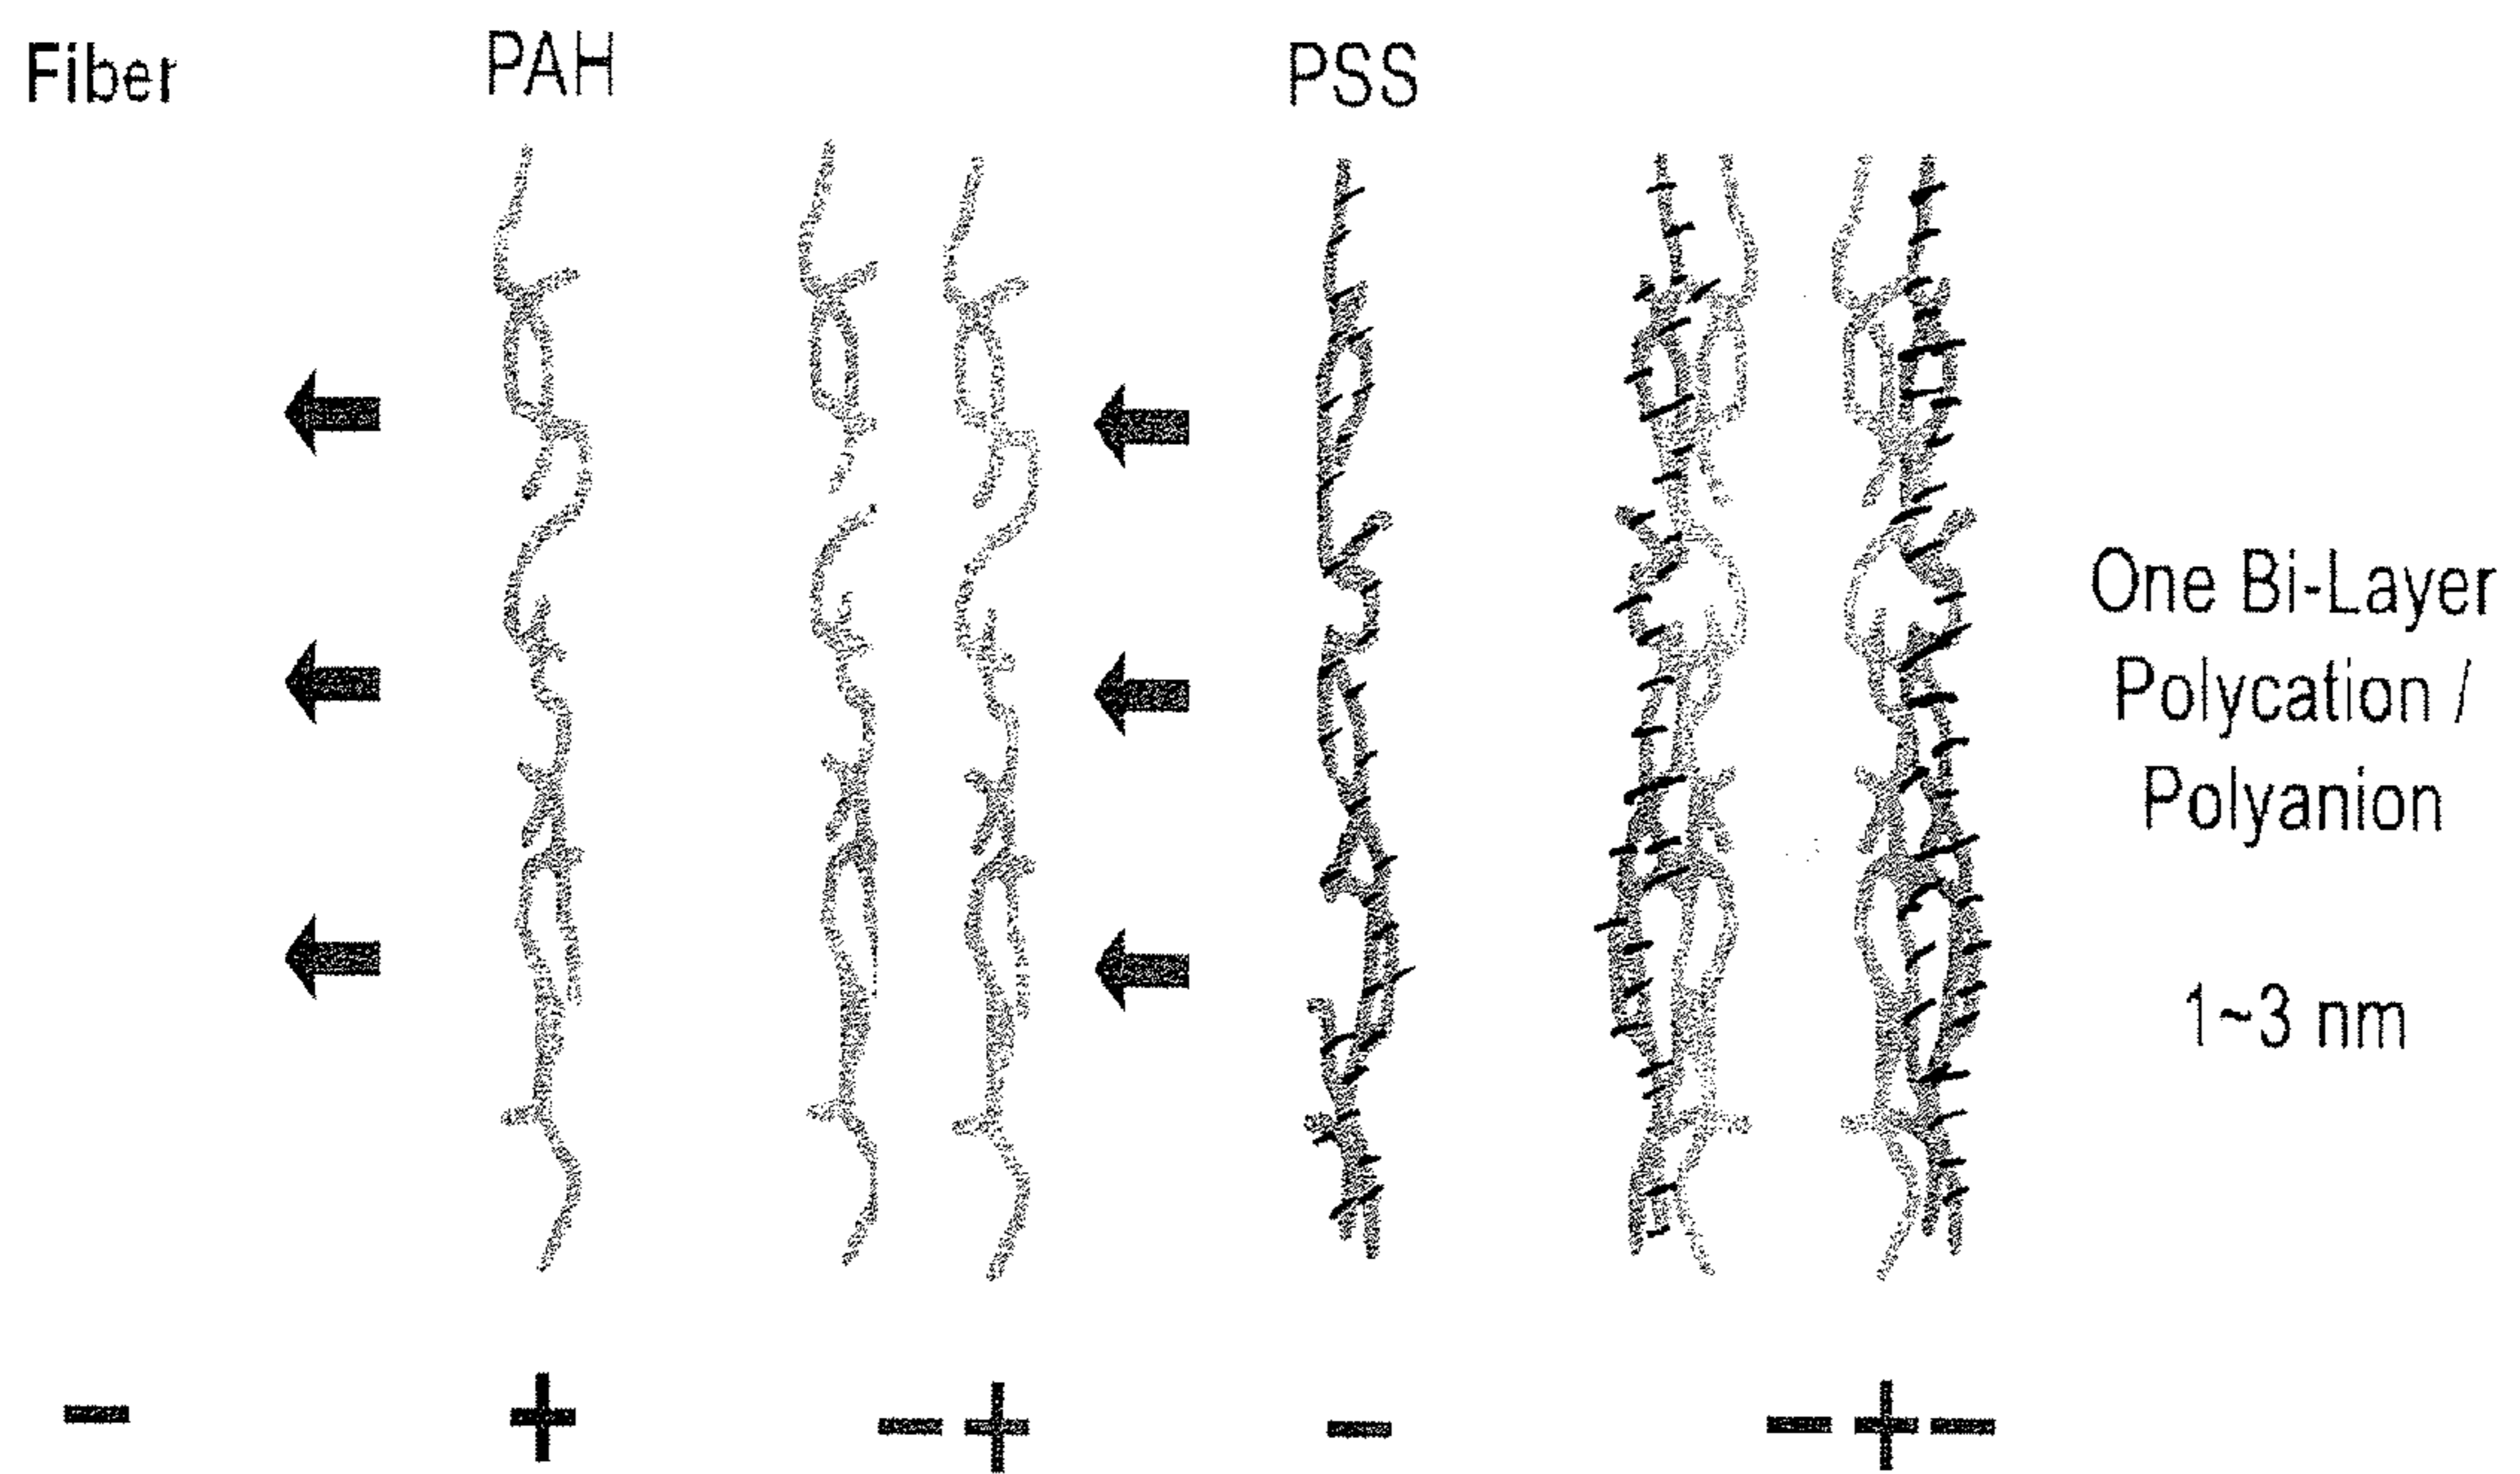 Fiber
PAH
PSS
One Bi-Layer
Polycation /
Polyanion
1~3 nm
−
+
− +
−
− + −